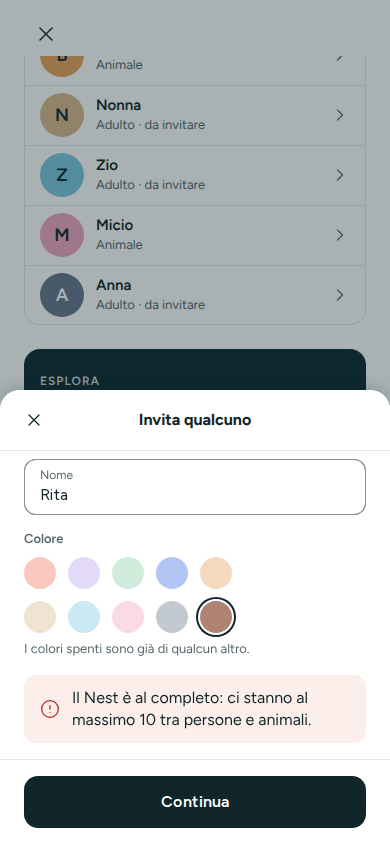 B
Animale
N
Nonna
Adulto · da invitare
Z
Zio
Adulto · da invitare
M
Micio
Animale
A
Anna
Adulto · da invitare
ESPLORA
Invita qualcuno
Nome
Rita
Colore
I colori spenti sono già di qualcun altro.
Il Nest è al completo: ci stanno al
massimo 10 tra persone e animali.
Continua